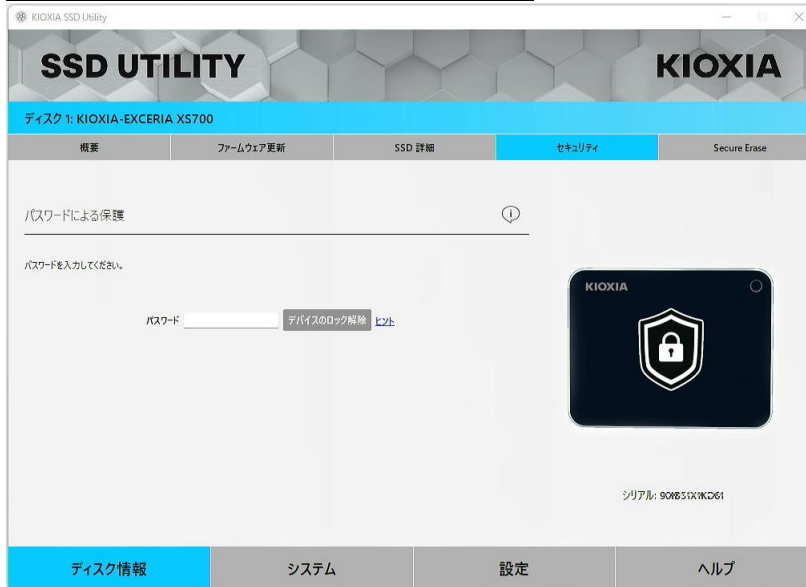 KIOXIA SSD Utility
SSD UTILITY
KIOXIA
ディスク 1: KIOXIA-EXCERIA XS700
概要
ファームウェア更新
SSD 詳細
セキュリティ
Secure Erase
パスワードによる保護
パスワードを入力してください。
パスワード
デバイスのロック解除
ヒント
KIOXIA
シリアル:
ディスク情報
システム
設定
ヘルプ